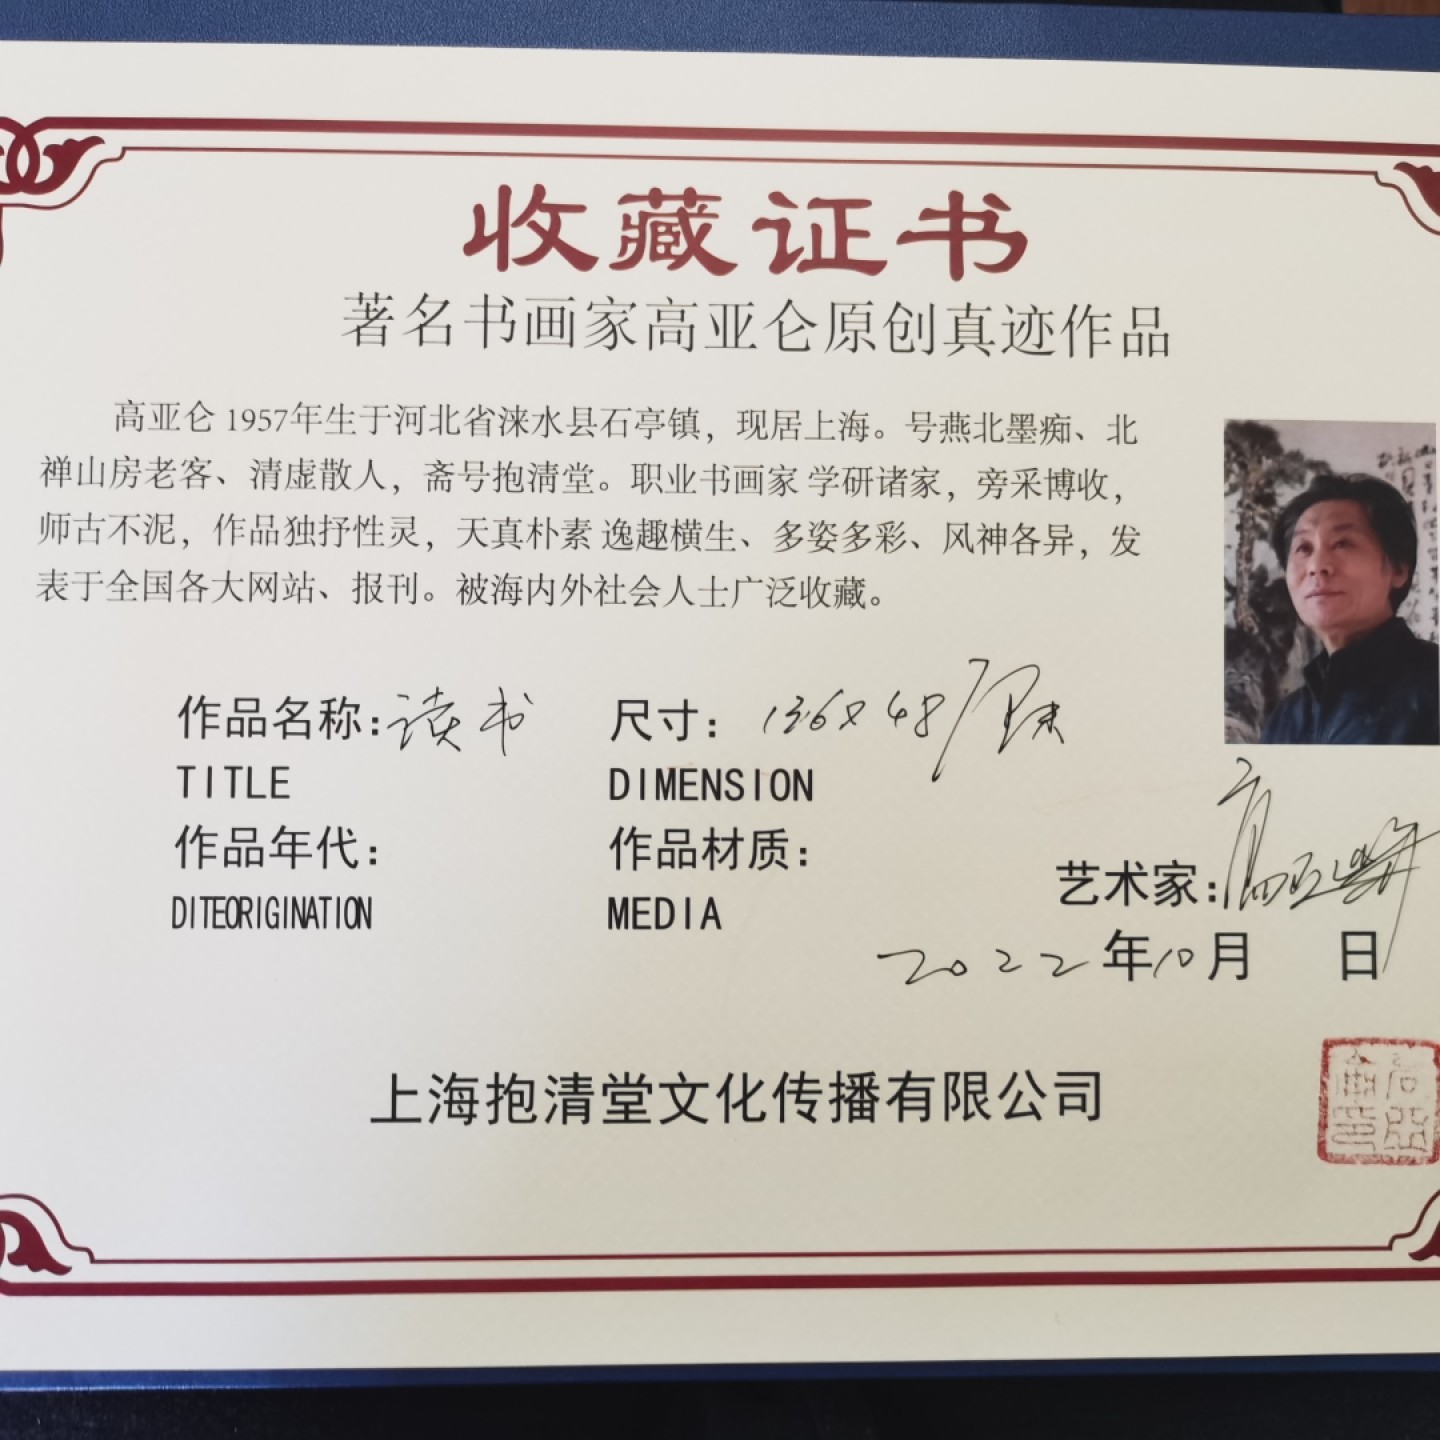 收藏证书
著名书画家高亚仑原创真迹作品
高亚仑 1957年生于河北省涞水县石亭镇，现居上海。号燕北墨痴、北
禅山房老客、清虚散人，斋号抱清堂。职业书画家 学研诸家，旁采博收，
师古不泥，作品独抒性灵，天真朴素 逸趣横生、多姿多彩、风神各异，发
表于全国各大网站、报刊。被海内外社会人士广泛收藏。
作品名称：读书 尺寸：136×48/厘米
TITLE DIMENSION
作品年代： 作品材质：
DITEORIGINATION MEDIA
艺术家：高亚
2022年10月 日
上海抱清堂文化传播有限公司